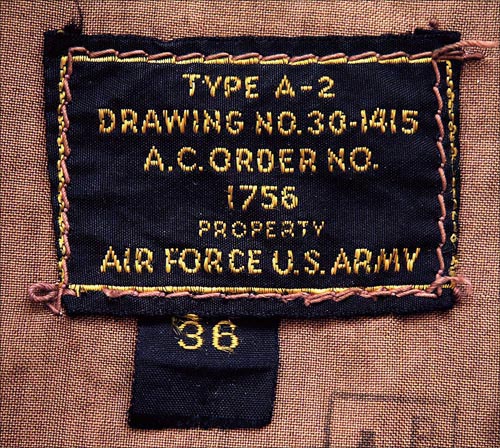 TYPE A-2
DRAWING NO. 30-1415
A.C. ORDER NO.
1756
PROPERTY
AIR FORCE U.S. ARMY
36